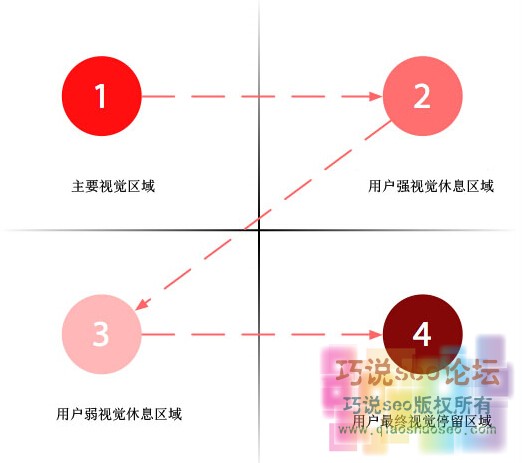 1
2
主要视觉区域
用户强视觉休息区域
3
4
巧说seo论坛
用户弱视觉休息区域
巧说seo版权所有
用户最终视觉停留区域
www.qiaoshuoseo.com